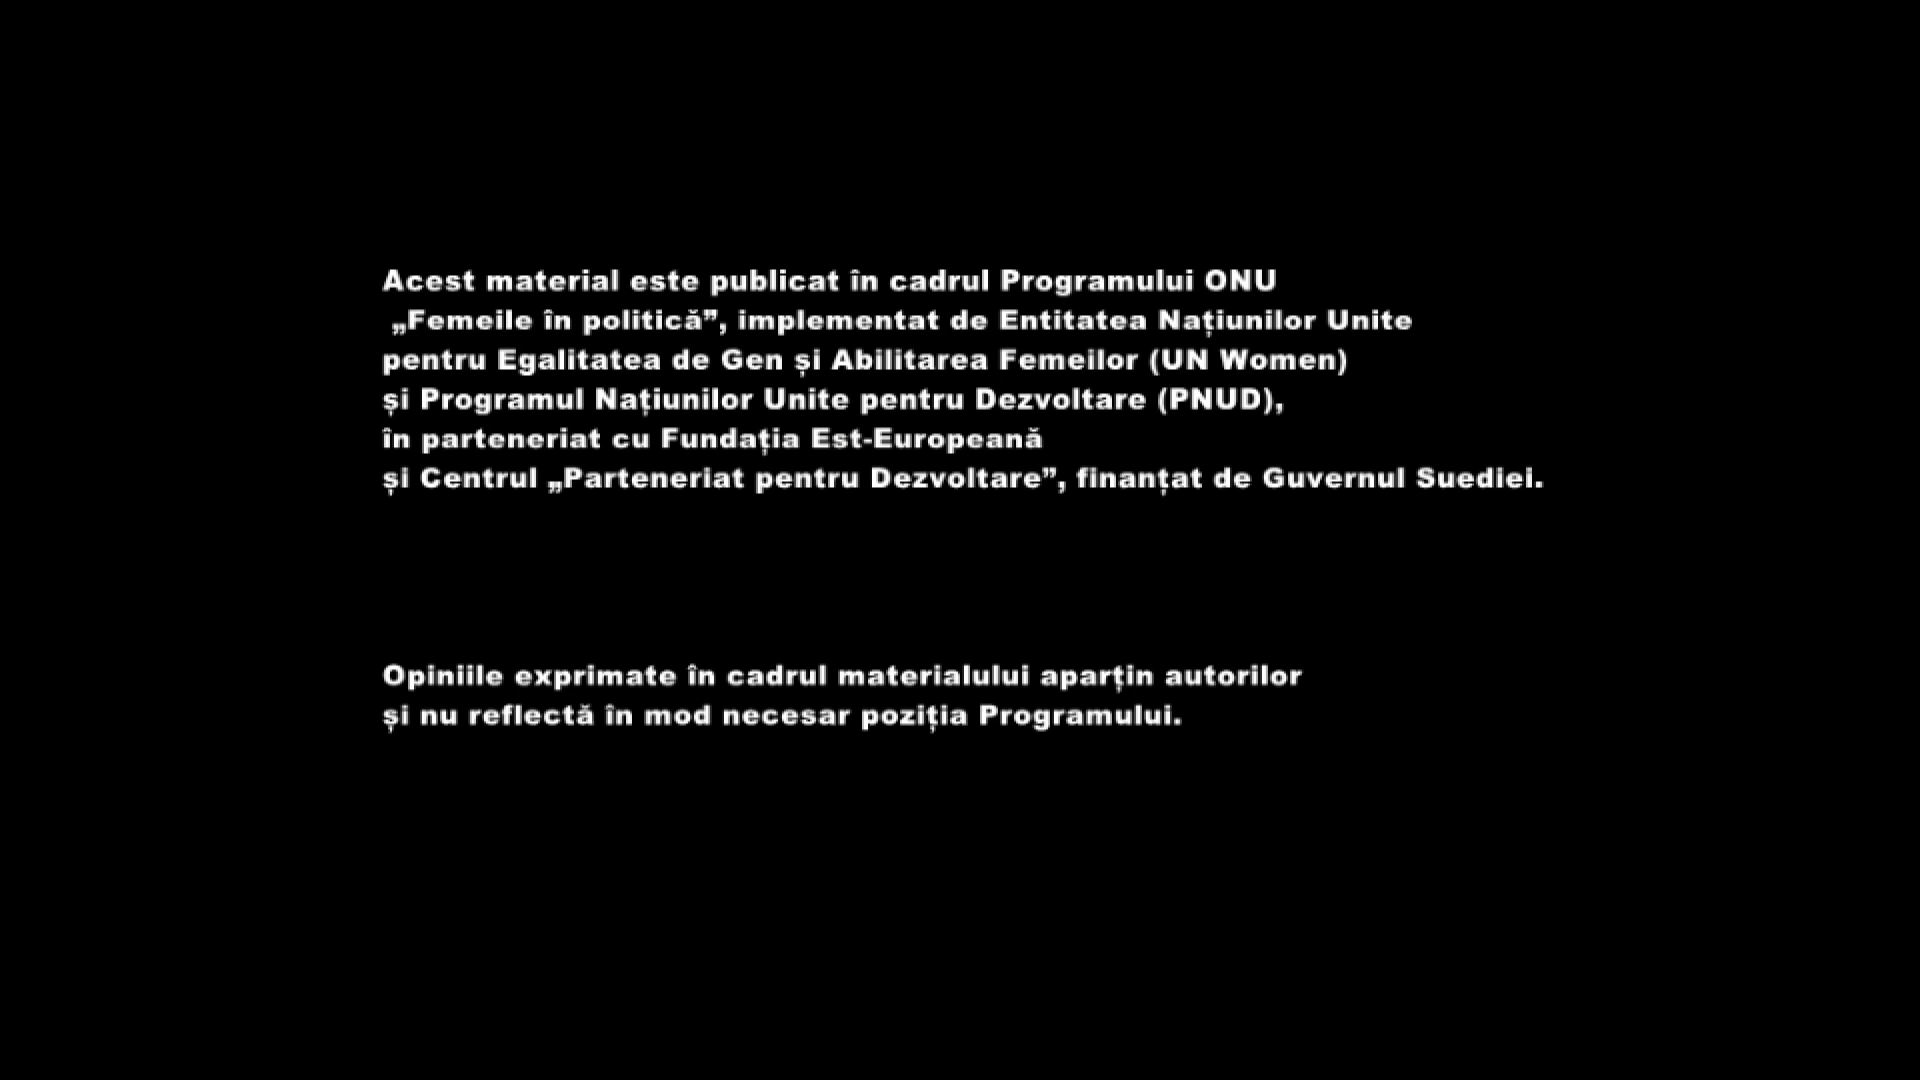 Acest material este publicat în cadrul Programului ONU
„Femeile în politică”, implementat de Entitatea Națiunilor Unite
pentru Egalitatea de Gen și Abilitarea Femeilor (UN Women)
și Programul Națiunilor Unite pentru Dezvoltare (PNUD),
în parteneriat cu Fundația Est-Europeană
și Centrul „Parteneriat pentru Dezvoltare”, finanțat de Guvernul Suediei.
Opiniile exprimate în cadrul materialului aparțin autorilor
și nu reflectă în mod necesar poziția Programului.